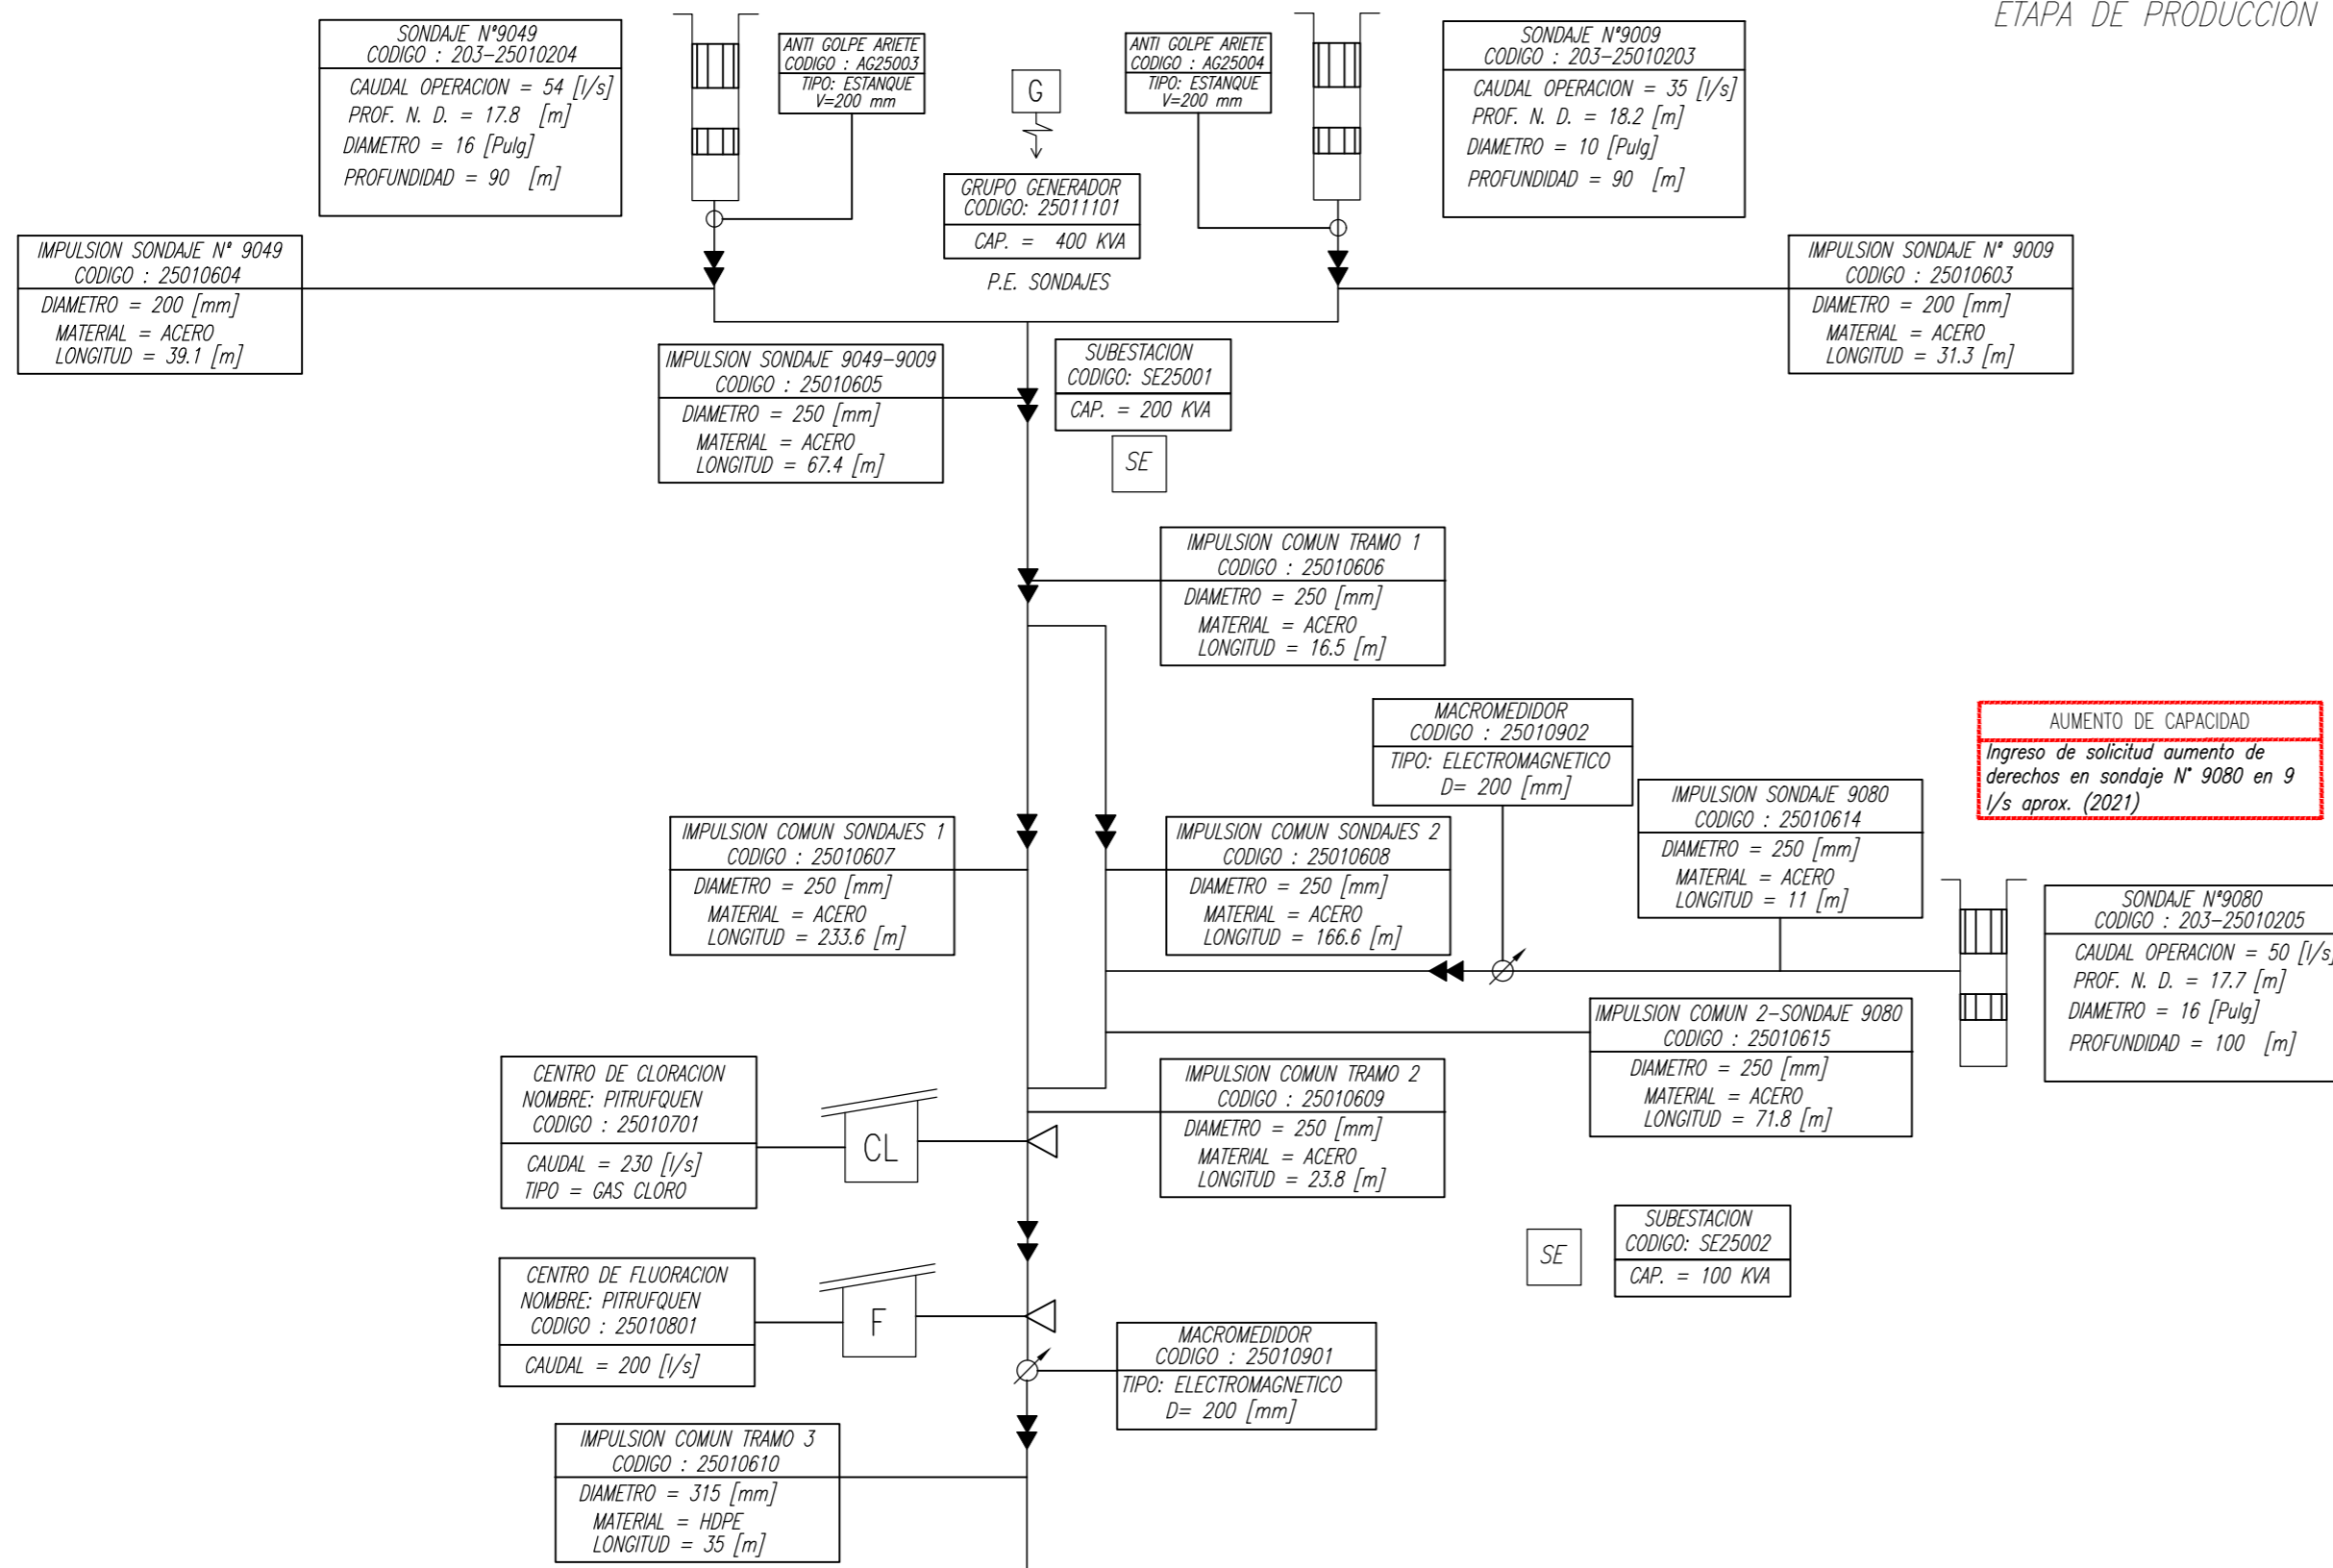 ETAPA DE PRODUCCION
SONDAJE N°9049
CODIGO : 203-25010204
CAUDAL OPERACION = 54 [l/s]
PROF. N. D. = 17.8 [m]
DIAMETRO = 16 [Pulg]
PROFUNDIDAD = 90 [m]
ANTI GOLPE ARIETE
CODIGO : AG25003
TIPO: ESTANQUE
V=200 mm
G
GRUPO GENERADOR
CODIGO: 25011101
CAP. = 400 KVA
P.E. SONDAJES
ANTI GOLPE ARIETE
CODIGO : AG25004
TIPO: ESTANQUE
V=200 mm
SONDAJE N°9009
CODIGO : 203-25010203
CAUDAL OPERACION = 35 [l/s]
PROF. N. D. = 18.2 [m]
DIAMETRO = 10 [Pulg]
PROFUNDIDAD = 90 [m]
IMPULSION SONDAJE N° 9049
CODIGO : 25010604
DIAMETRO = 200 [mm]
MATERIAL = ACERO
LONGITUD = 39.1 [m]
IMPULSION SONDAJE N° 9009
CODIGO : 25010603
DIAMETRO = 200 [mm]
MATERIAL = ACERO
LONGITUD = 31.3 [m]
IMPULSION SONDAJE 9049-9009
CODIGO : 25010605
DIAMETRO = 250 [mm]
MATERIAL = ACERO
LONGITUD = 67.4 [m]
SUBESTACION
CODIGO: SE25001
CAP. = 200 KVA
SE
IMPULSION COMUN TRAMO 1
CODIGO : 25010606
DIAMETRO = 250 [mm]
MATERIAL = ACERO
LONGITUD = 16.5 [m]
MACROMEDIDOR
CODIGO : 25010902
TIPO: ELECTROMAGNETICO
D= 200 [mm]
AUMENTO DE CAPACIDAD
Ingreso de solicitud aumento de
derechos en sondaje N° 9080 en 9
l/s aprox. (2021)
IMPULSION COMUN SONDAJES 1
CODIGO : 25010607
DIAMETRO = 250 [mm]
MATERIAL = ACERO
LONGITUD = 233.6 [m]
IMPULSION COMUN SONDAJES 2
CODIGO : 25010608
DIAMETRO = 250 [mm]
MATERIAL = ACERO
LONGITUD = 166.6 [m]
IMPULSION SONDAJE 9080
CODIGO : 25010614
DIAMETRO = 250 [mm]
MATERIAL = ACERO
LONGITUD = 11 [m]
SONDAJE N°9080
CODIGO : 203-25010205
CAUDAL OPERACION = 50 [l/s]
PROF. N. D. = 17.7 [m]
DIAMETRO = 16 [Pulg]
PROFUNDIDAD = 100 [m]
IMPULSION COMUN 2-SONDAJE 9080
CODIGO : 25010615
DIAMETRO = 250 [mm]
MATERIAL = ACERO
LONGITUD = 71.8 [m]
CENTRO DE CLORACION
NOMBRE: PITRUFQUEN
CODIGO : 25010701
CAUDAL = 230 [l/s]
TIPO = GAS CLORO
CL
IMPULSION COMUN TRAMO 2
CODIGO : 25010609
DIAMETRO = 250 [mm]
MATERIAL = ACERO
LONGITUD = 23.8 [m]
SE
SUBESTACION
CODIGO: SE25002
CAP. = 100 KVA
CENTRO DE FLUORACION
NOMBRE: PITRUFQUEN
CODIGO : 25010801
CAUDAL = 200 [l/s]
F
MACROMEDIDOR
CODIGO : 25010901
TIPO: ELECTROMAGNETICO
D= 200 [mm]
IMPULSION COMUN TRAMO 3
CODIGO : 25010610
DIAMETRO = 315 [mm]
MATERIAL = HDPE
LONGITUD = 35 [m]